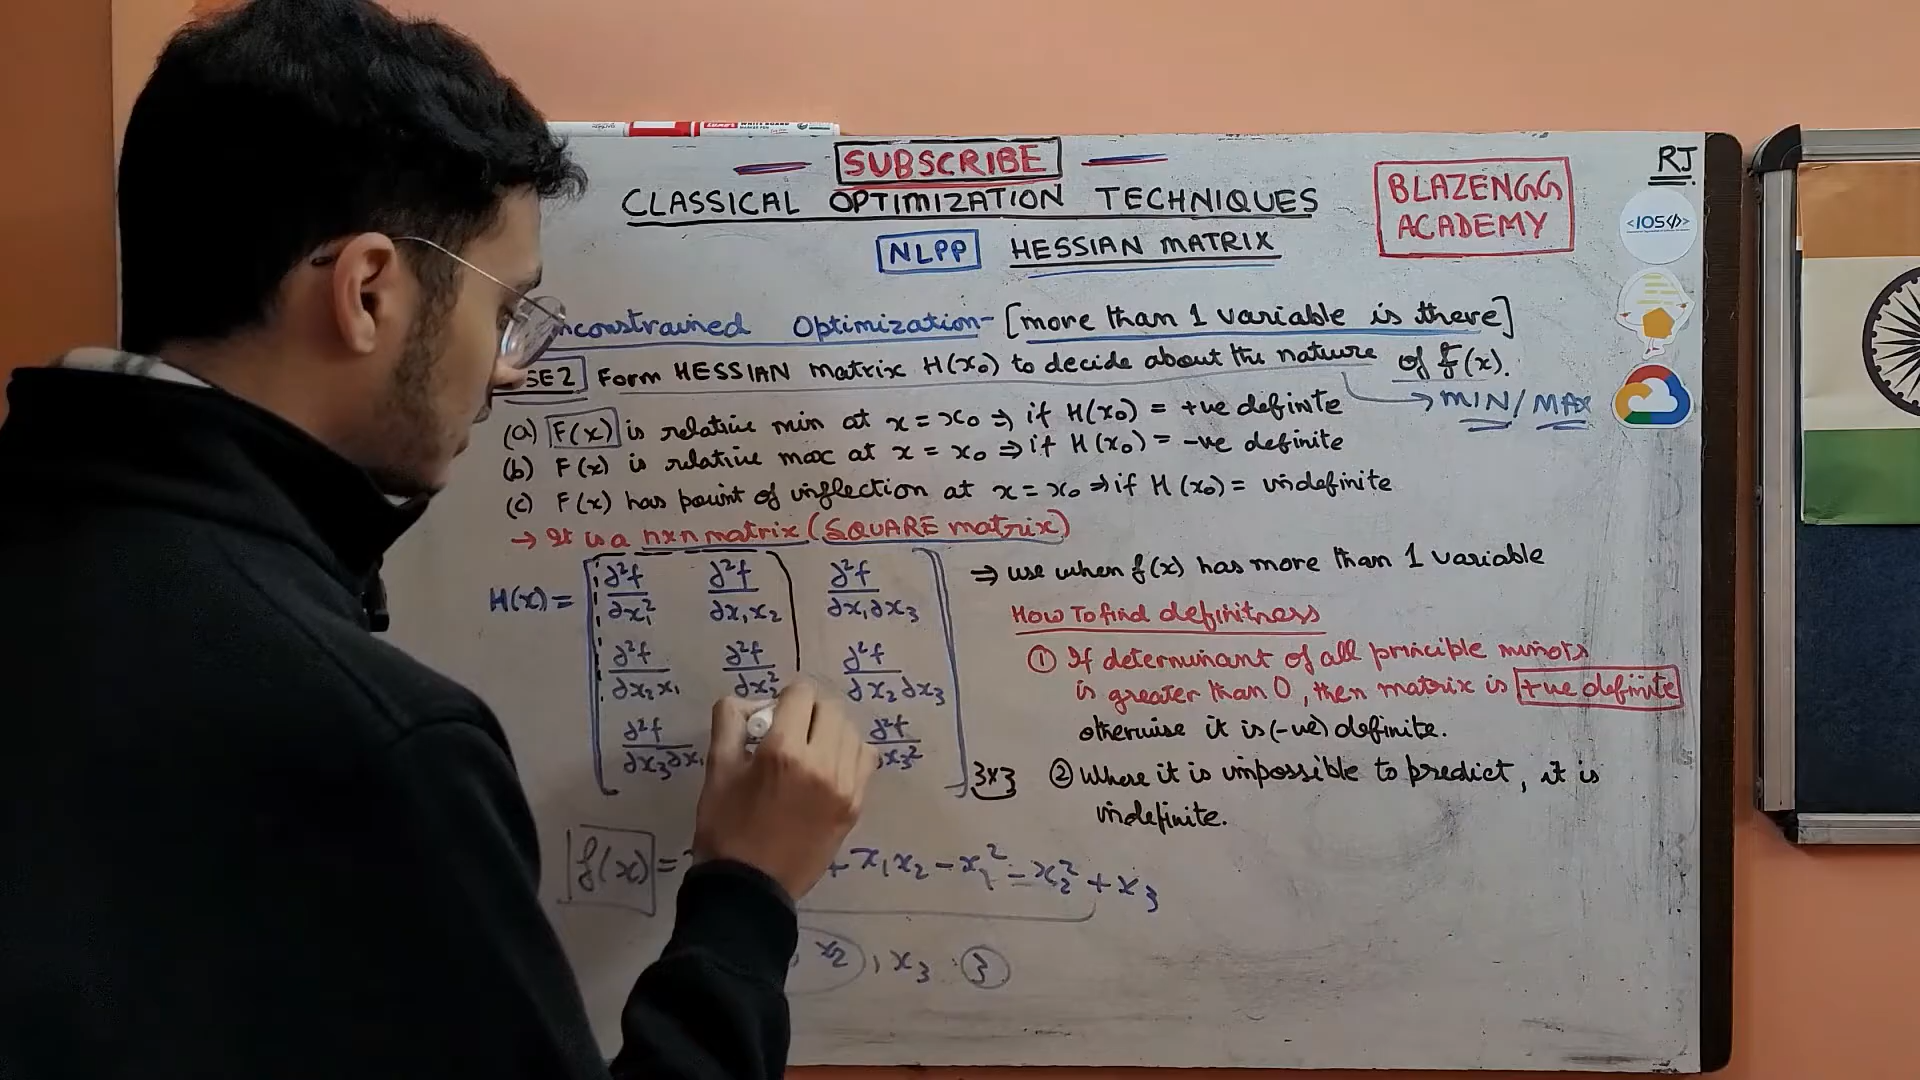 SUBSCRIBE
CLASSICAL OPTIMIZATION TECHNIQUES
BLAZENGG
ACADEMY
RJ
<IOS/>
NLPP HESSIAN MATRIX
nconstrained Optimization- [more than 1 variable is there]
SE2 Form HESSIAN matrix H(x₀) to decide about the nature of f(x).
→ MIN/MAX
(a) F(x) is relative min at x = x₀ ⇒ if H(x₀) = +ve definite
(b) F(x) is relative max at x = x₀ ⇒ if H(x₀) = -ve definite
(c) F(x) has point of inflection at x = x₀ ⇒ if H(x₀) = indefinite
→ It is a nxn matrix (SQUARE matrix)
H(x) =
∂²f/∂x₁² ∂²f/∂x₁x₂ ∂²f/∂x₁∂x₃
∂²f/∂x₂x₁ ∂²f/∂x₂² ∂²f/∂x₂∂x₃
∂²f/∂x₃∂x₁ ∂²f/x₃²
3x3
⇒ use when f(x) has more than 1 variable
How To find definitness
① If determinant of all principle minors
is greater than 0, then matrix is +ve definite
otherwise it is (-ve) definite.
② Where it is impossible to predict, it is
indefinite.
f(x) = + x₁x₂ - x₁² - x₂² + x₃
x₂, x₃ : 3